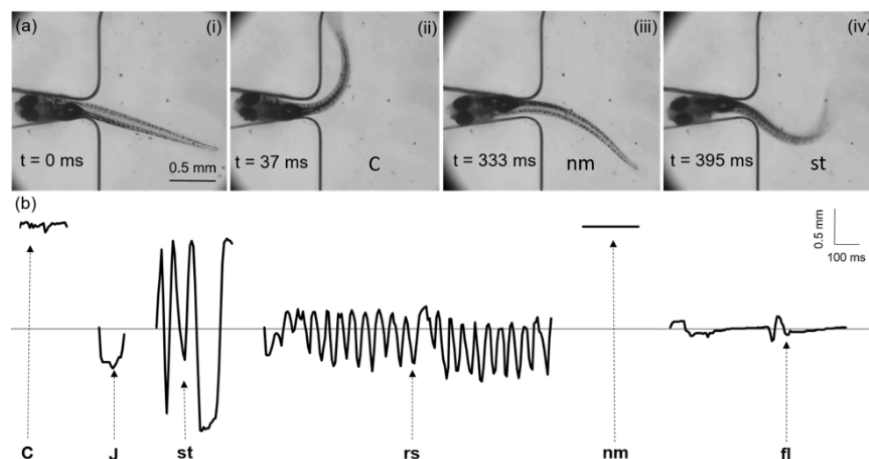 (a) (i) (ii) (iii) (iv)
t = 0 ms t = 37 ms C t = 333 ms nm t = 395 ms st
0.5 mm
(b)
0.5 mm
100 ms
C J st rs nm fl